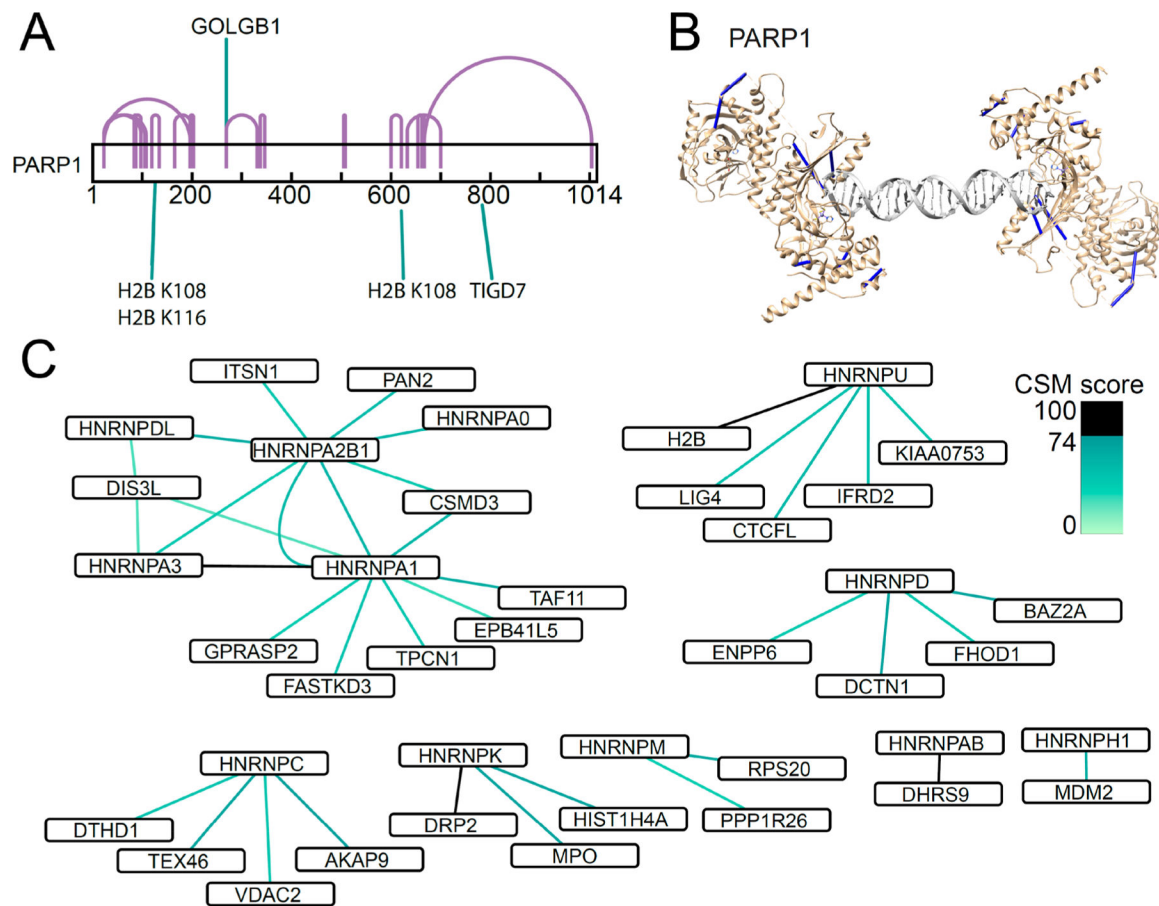 A
GOLGB1
PARP1
1 200 400 600 800 1014
H2B K108
H2B K116
H2B K108
TIGD7
B
PARP1
C
ITSN1
PAN2
HNRNPDL
HNRNPA0
HNRNPA2B1
DIS3L
CSMD3
HNRNPA3
HNRNPA1
TAF11
EPB41L5
GPRASP2
TPCN1
FASTKD3
HNRNPU
H2B
KIAA0753
LIG4
IFRD2
CTCFL
CSM score
100
74
0
HNRNPD
BAZ2A
ENPP6
FHOD1
DCTN1
HNRNPC
DTHD1
TEX46
AKAP9
VDAC2
HNRNPK
DRP2
HIST1H4A
MPO
HNRNPM
RPS20
PPP1R26
HNRNPAB
DHRS9
HNRNPH1
MDM2